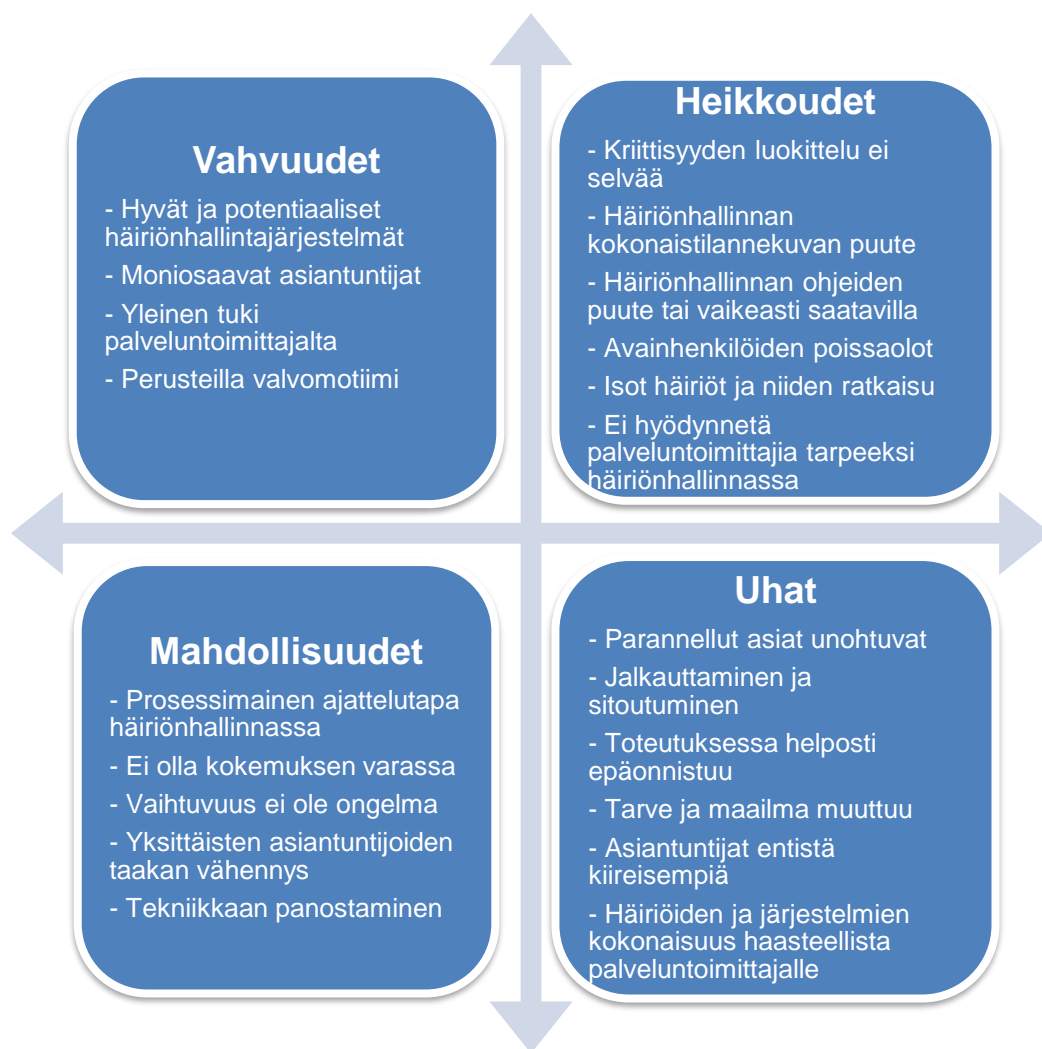 Vahvuudet
- Hyvät ja potentiaaliset
häiriönhallintajärjestelmät
- Moniosaavat asiantuntijat
- Yleinen tuki
palveluntoimittajalta
- Perusteilla valvomotiimi
Heikkoudet
- Kriittisyyden luokittelu ei
selvää
- Häiriönhallinnan
kokonaistilannekuvan puute
- Häiriönhallinnan ohjeiden
puute tai vaikeasti saatavilla
- Avainhenkilöiden poissaolot
- Isot häiriöt ja niiden ratkaisu
- Ei hyödynnetä
palveluntoimittajia tarpeeksi
häiriönhallinnassa
Mahdollisuudet
- Prosessimainen ajattelutapa
häiriönhallinnassa
- Ei olla kokemuksen varassa
- Vaihtuvuus ei ole ongelma
- Yksittäisten asiantuntijoiden
taakan vähennys
- Tekniikkaan panostaminen
Uhat
- Parannellut asiat unohtuvat
- Jalkauttaminen ja
sitoutuminen
- Toteutuksessa helposti
epäonnistuu
- Tarve ja maailma muuttuu
- Asiantuntijat entistä
kiireisempiä
- Häiriöiden ja järjestelmien
kokonaisuus haasteellista
palveluntoimittajalle